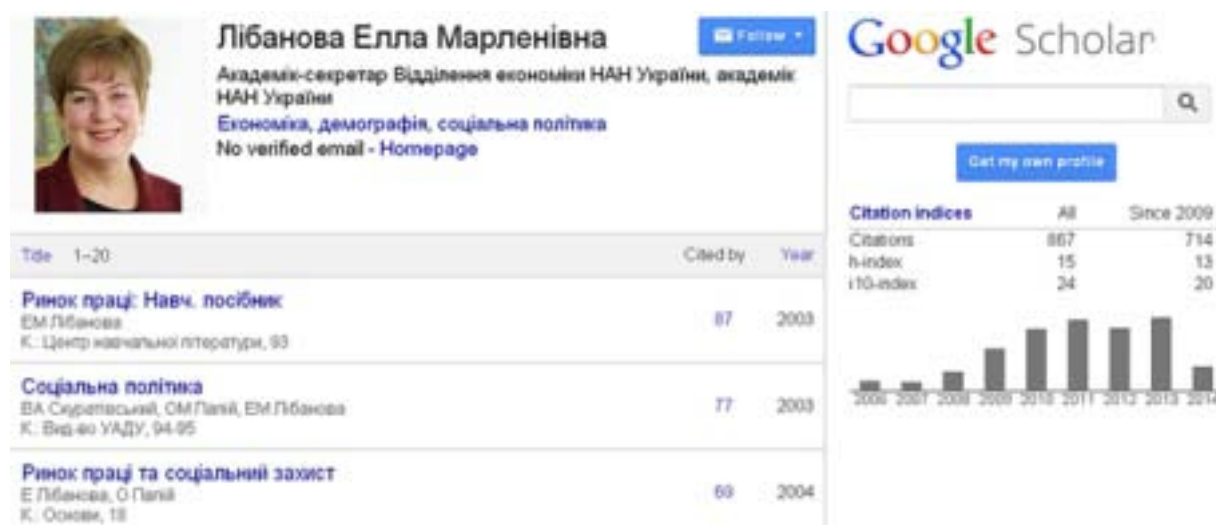 Лібанова Елла Марленівна
Follow
Академік-секретар Відділення економіки НАН України, академік
НАН України
Економіка, демографія, соціальна політика
No verified email - Homepage
Title 1–20 Cited by Year
Ринок праці: Навч. посібник 87 2003
ЕМ Лібанова
К.: Центр навчальної літератури, 93
Соціальна політика 77 2003
ВА Скуратівський, ОМ Палій, ЕМ Лібанова
К.: Вид-во УАДУ, 94-95
Ринок праці та соціальний захист 69 2004
Е Лібанова, О Палій
К.: Основи, 18
Google Scholar
Get my own profile
Citation indices All Since 2009
Citations 867 714
h-index 15 13
i10-index 24 20
2006 2007 2008 2009 2010 2011 2012 2013 2014